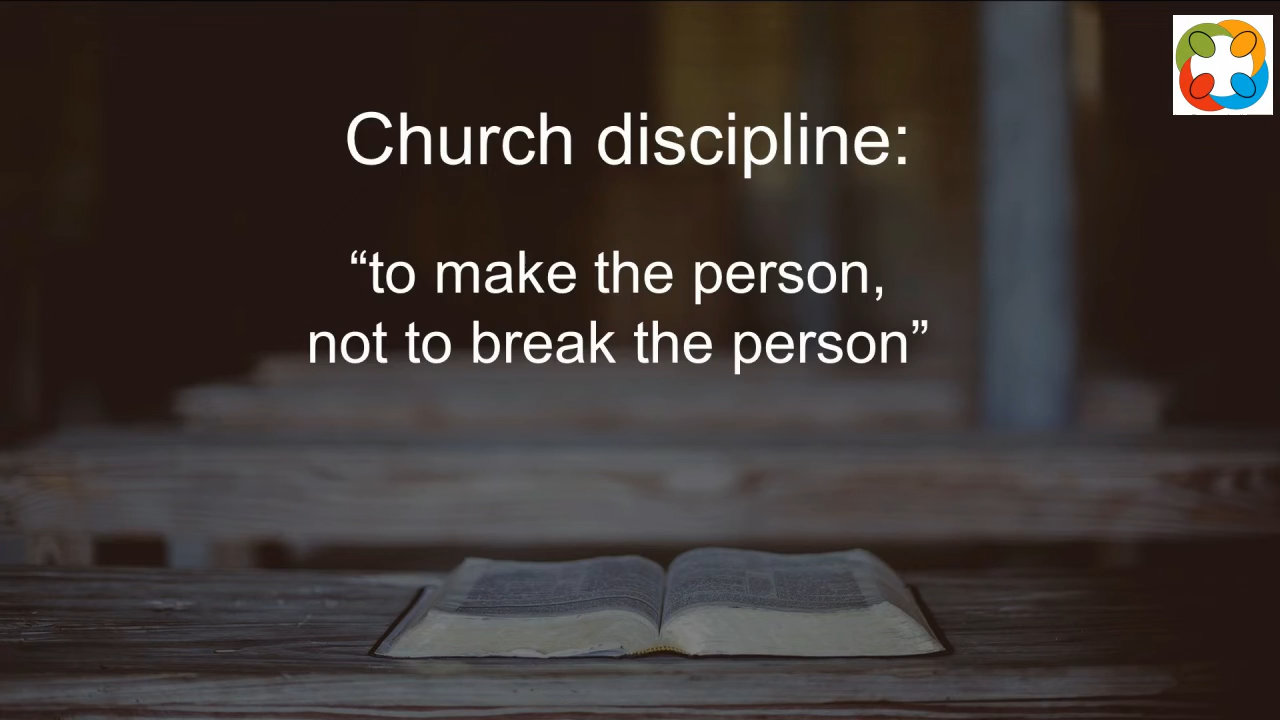 Church discipline:
“to make the person,
not to break the person”